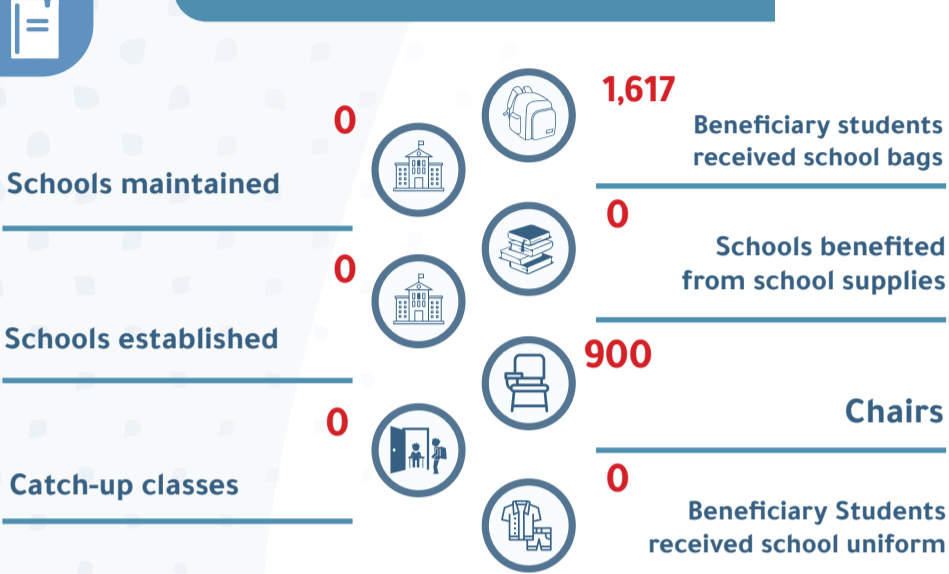 0
Schools maintained
0
Schools established
0
Catch-up classes
1,617
Beneficiary students
received school bags
0
Schools benefited
from school supplies
900
Chairs
0
Beneficiary Students
received school uniform